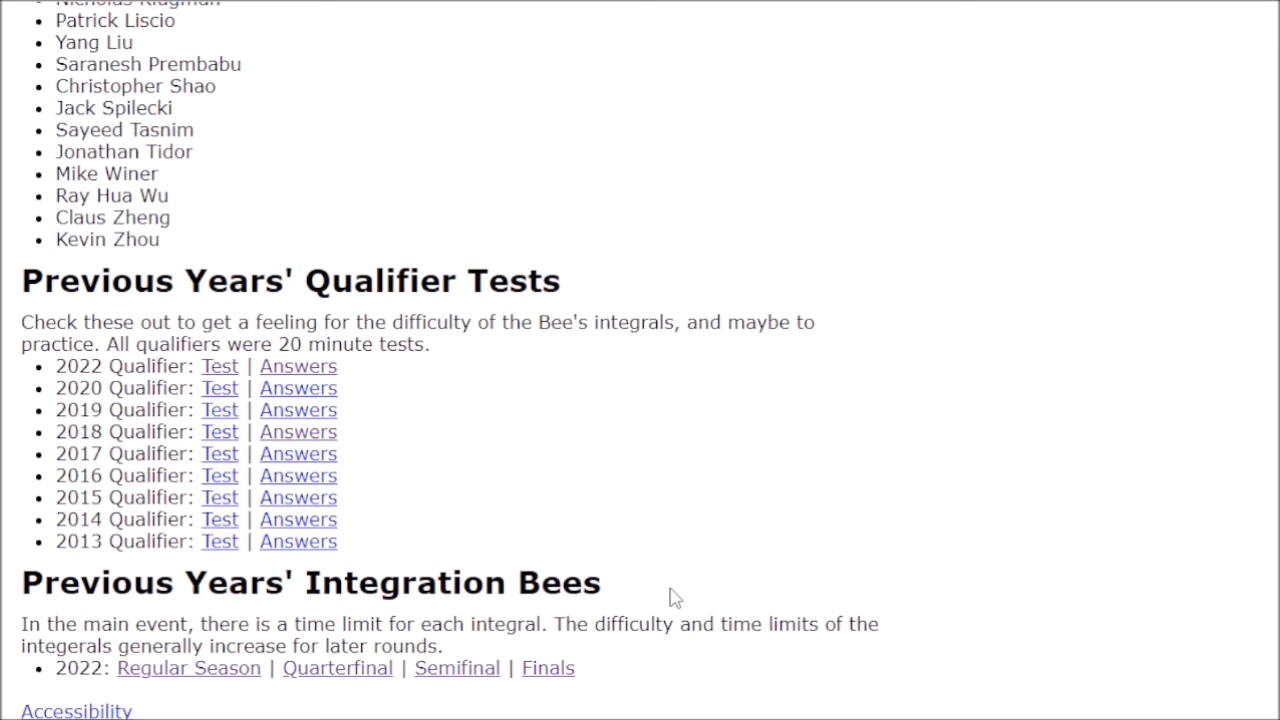 Patrick Liscio
Yang Liu
Saranesh Prembabu
Christopher Shao
Jack Spilecki
Sayeed Tasnim
Jonathan Tidor
Mike Winer
Ray Hua Wu
Claus Zheng
Kevin Zhou
Previous Years' Qualifier Tests
Check these out to get a feeling for the difficulty of the Bee's integrals, and maybe to
practice. All qualifiers were 20 minute tests.
2022 Qualifier: Test | Answers
2020 Qualifier: Test | Answers
2019 Qualifier: Test | Answers
2018 Qualifier: Test | Answers
2017 Qualifier: Test | Answers
2016 Qualifier: Test | Answers
2015 Qualifier: Test | Answers
2014 Qualifier: Test | Answers
2013 Qualifier: Test | Answers
Previous Years' Integration Bees
In the main event, there is a time limit for each integral. The difficulty and time limits of the
integerals generally increase for later rounds.
2022: Regular Season | Quarterfinal | Semifinal | Finals
Accessibility